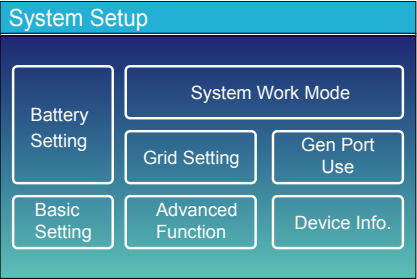 System Setup
Battery
Setting
System Work Mode
Grid Setting
Gen Port
Use
Basic
Setting
Advanced
Function
Device Info.